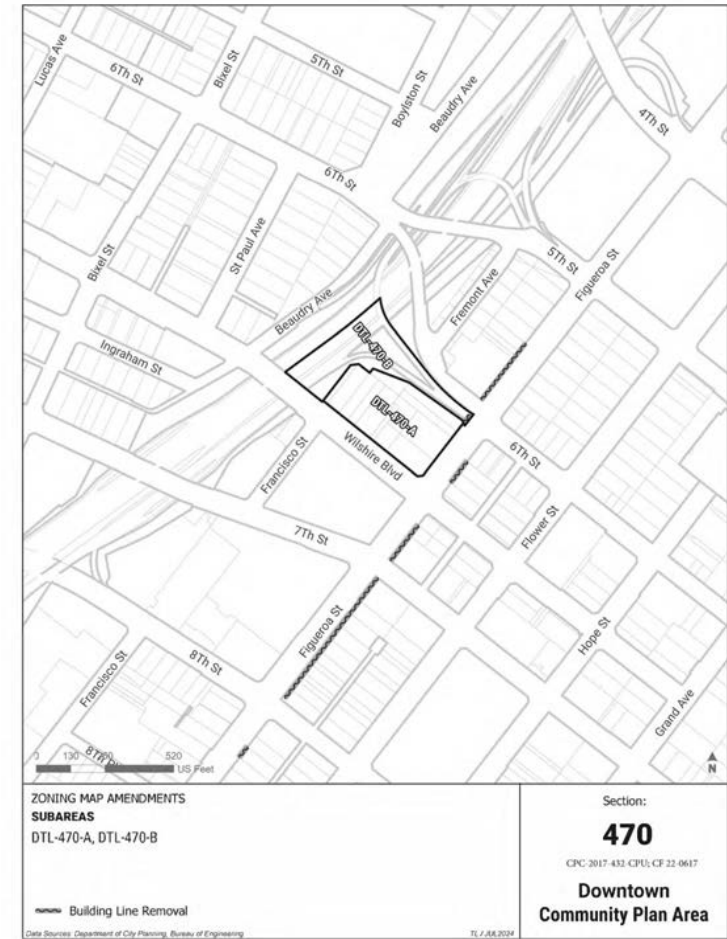 Lucas Ave
6Th St
Bixel St
5Th St
Boylston St
Beaudry Ave
4Th St
6Th St
Bixel St
St Paul Ave
5Th St
Figueroa St
Fremont Ave
Beaudry Ave
Ingraham St
DTL-470-B
DTL-470-A
Francisco St
Wilshire Blvd
6Th St
7Th St
Flower St
Figueroa St
Hope St
8Th St
Francisco St
Grand Ave
0 130 520
US Feet
N
ZONING MAP AMENDMENTS
SUBAREAS
DTL-470-A, DTL-470-B
Building Line Removal
Data Sources: Department of City Planning, Bureau of Engineering
TL / JUL2024
Section:
470
CPC-2017-432-CPU; CF 22-0617
Downtown
Community Plan Area